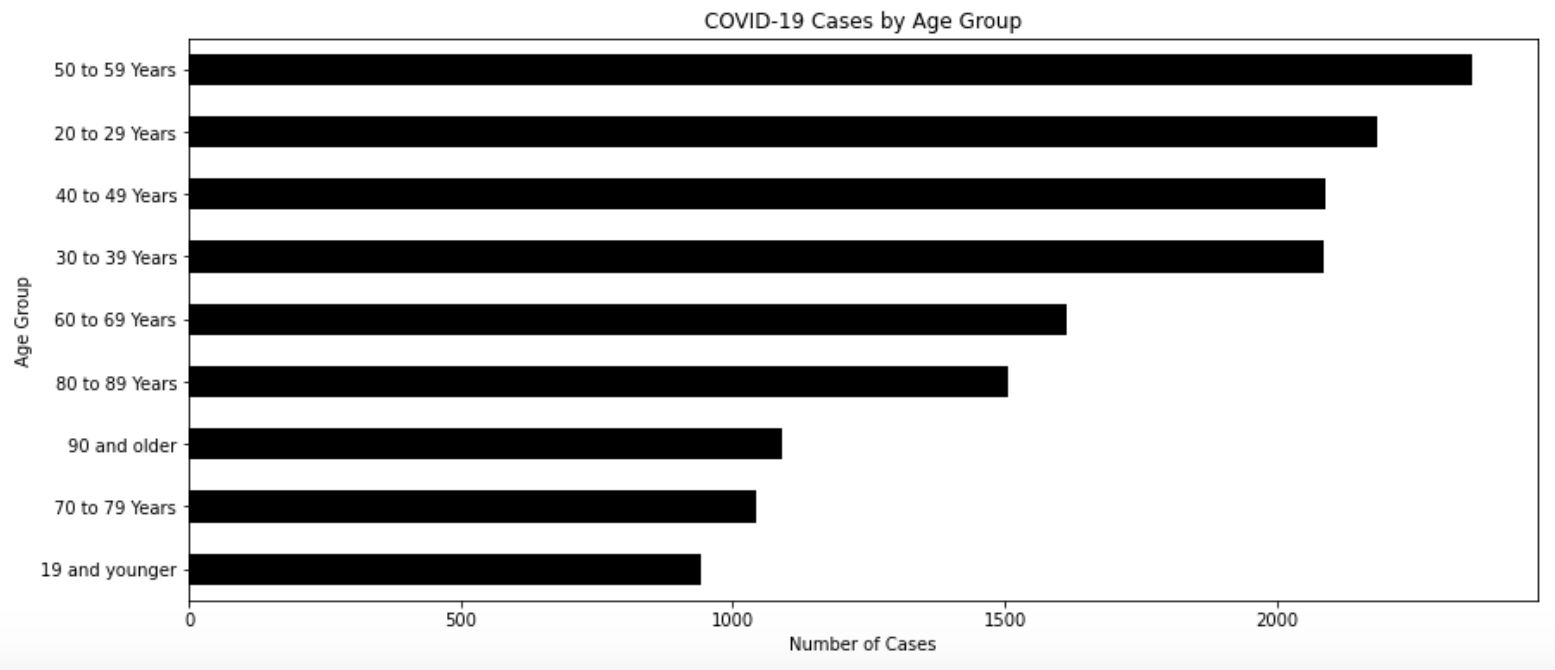 COVID-19 Cases by Age Group
50 to 59 Years
20 to 29 Years
40 to 49 Years
30 to 39 Years
60 to 69 Years
80 to 89 Years
90 and older
70 to 79 Years
19 and younger
Age Group
0 500 1000 1500 2000
Number of Cases